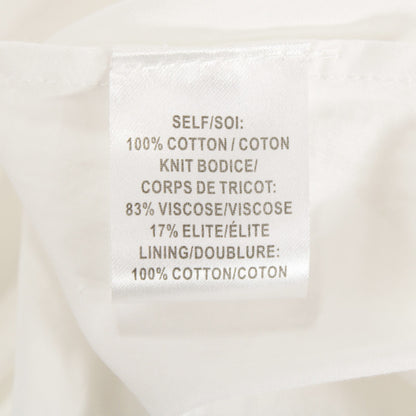 SELF/SOI:
100% COTTON / COTON
KNIT BODICE/
CORPS DE TRICOT:
83% VISCOSE/VISCOSE
17% ELITE/ÉLITE
LINING/DOUBLURE:
100% COTTON/COTON